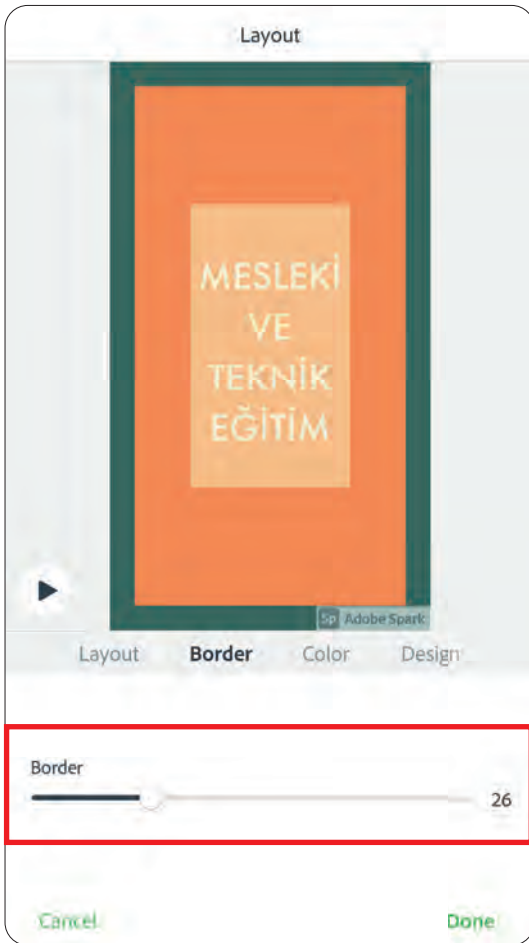 Layout
MESLEKİ
VE
TEKNİK
EĞİTİM
Sp Adobe Spark
Layout Border Color Design
Border
26
Cancel Done